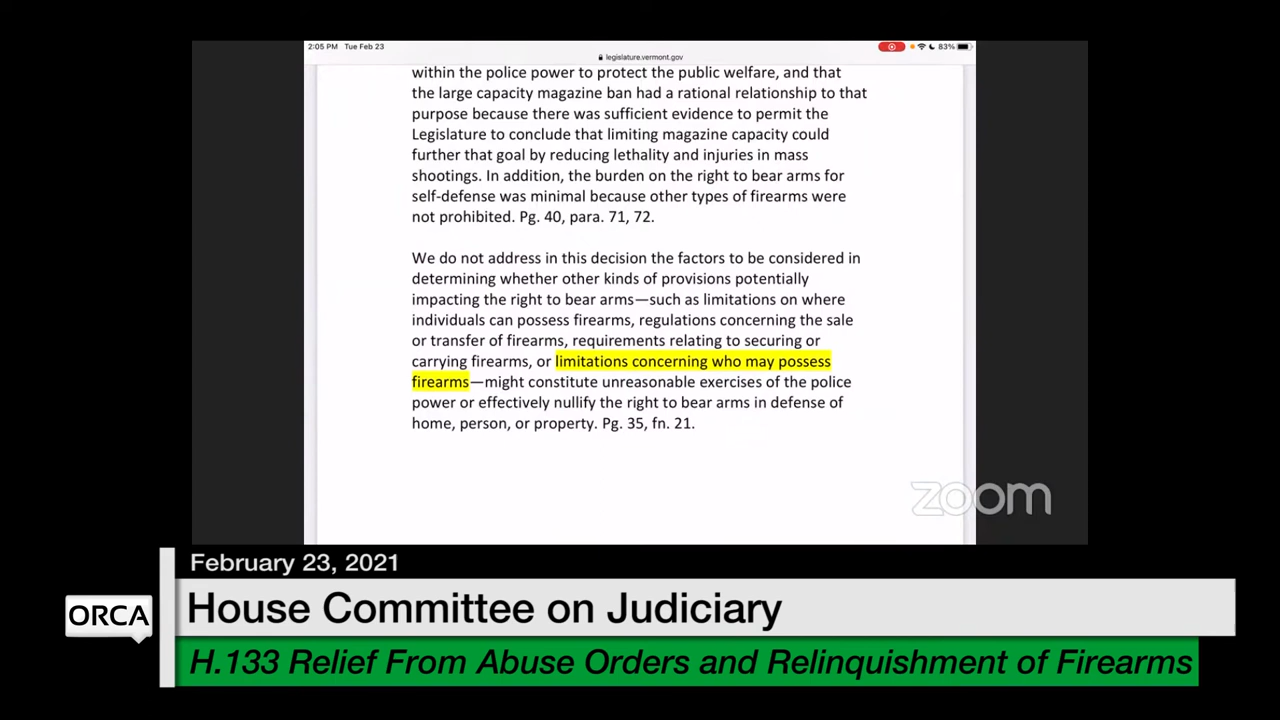 2:05 PM Tue Feb 23
83%
legislature.vermont.gov
within the police power to protect the public welfare, and that
the large capacity magazine ban had a rational relationship to that
purpose because there was sufficient evidence to permit the
Legislature to conclude that limiting magazine capacity could
further that goal by reducing lethality and injuries in mass
shootings. In addition, the burden on the right to bear arms for
self-defense was minimal because other types of firearms were
not prohibited. Pg. 40, para. 71, 72.
We do not address in this decision the factors to be considered in
determining whether other kinds of provisions potentially
impacting the right to bear arms—such as limitations on where
individuals can possess firearms, regulations concerning the sale
or transfer of firearms, requirements relating to securing or
carrying firearms, or limitations concerning who may possess
firearms—might constitute unreasonable exercises of the police
power or effectively nullify the right to bear arms in defense of
home, person, or property. Pg. 35, fn. 21.
zoom
February 23, 2021
ORCA
House Committee on Judiciary
H.133 Relief From Abuse Orders and Relinquishment of Firearms